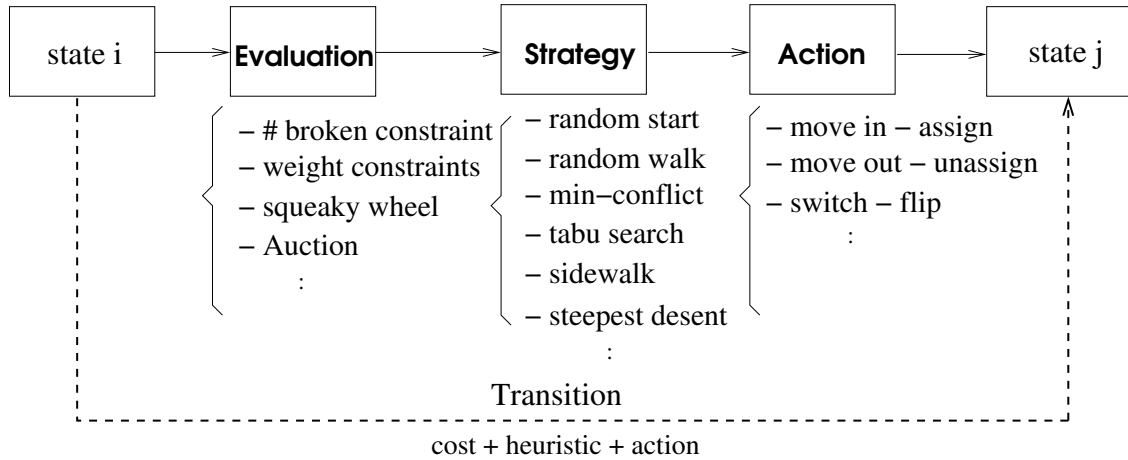 state i
Evaluation
Strategy
Action
state j
– # broken constraint
– weight constraints
– squeaky wheel
– Auction
:
– random start
– random walk
– min–conflict
– tabu search
– sidewalk
– steepest desent
:
– move in – assign
– move out – unassign
– switch – flip
:
Transition
cost + heuristic + action